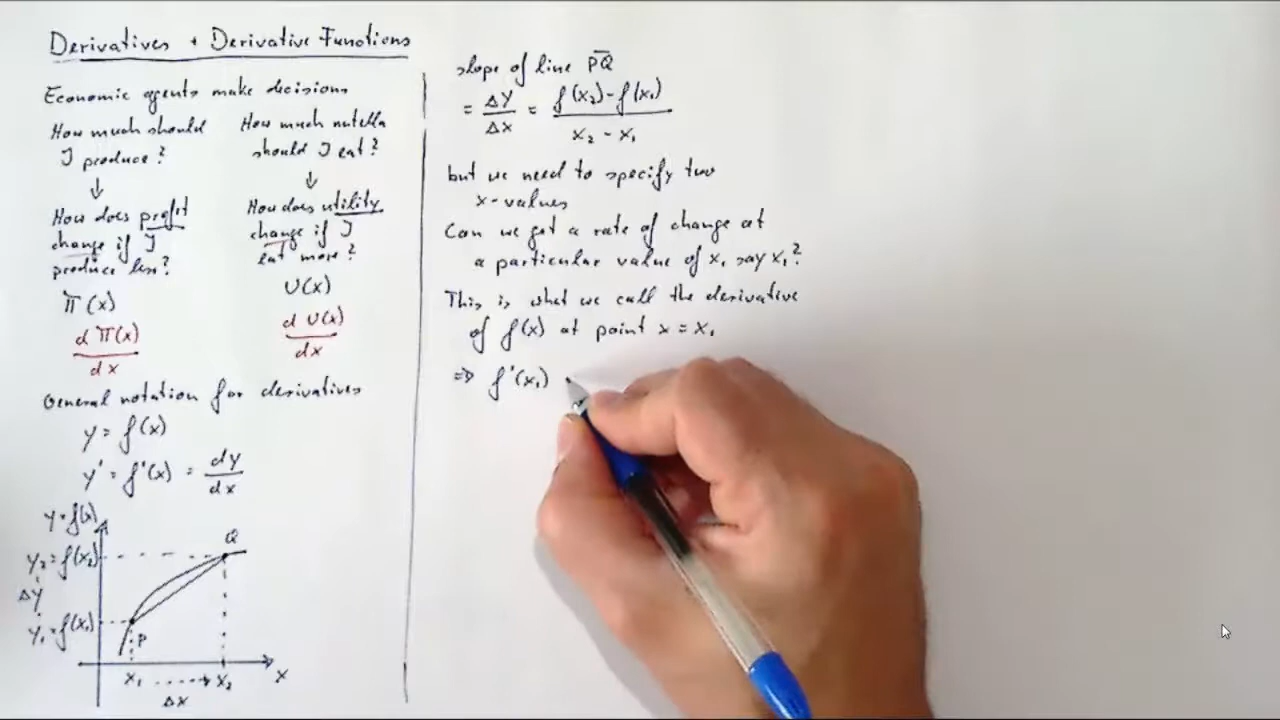 Derivatives + Derivative Functions
Economic agents make decisions
How much should
I produce?
↓
How does profit
change if I
produce less?
π(x)
d π(x)
dx
How much nutella
should I eat?
↓
How does utility
change if I
eat more?
U(x)
d U(x)
dx
General notation for derivatives
y = f(x)
y' = f'(x) = dy/dx
y=f(x)
Q
y₂=f(x₂)
Δy
y₁=f(x₁)
P
x₁ x₂ x
Δx
slope of line P̅Q̅
= Δy/Δx = f(x₂)-f(x₁)
x₂ - x₁
but we need to specify two
x-values
Can we get a rate of change at
a particular value of x, say x₁?
This is what we call the derivative
of f(x) at point x = x₁
⇒ f'(x₁)